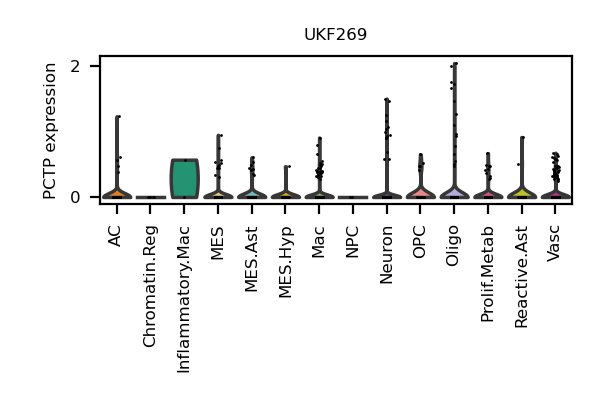 UKF269
PCTP expression
2
0
AC
Chromatin.Reg
Inflammatory.Mac
MES
MES.Ast
MES.Hyp
Mac
NPC
Neuron
OPC
Oligo
Prolif.Metab
Reactive.Ast
Vasc